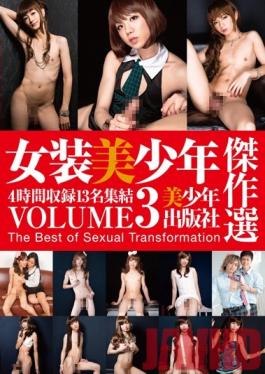 女装美少年
傑作選
4時間収録13名集結
VOLUME 3
美少年
出版社
The Best of Sexual Transformation